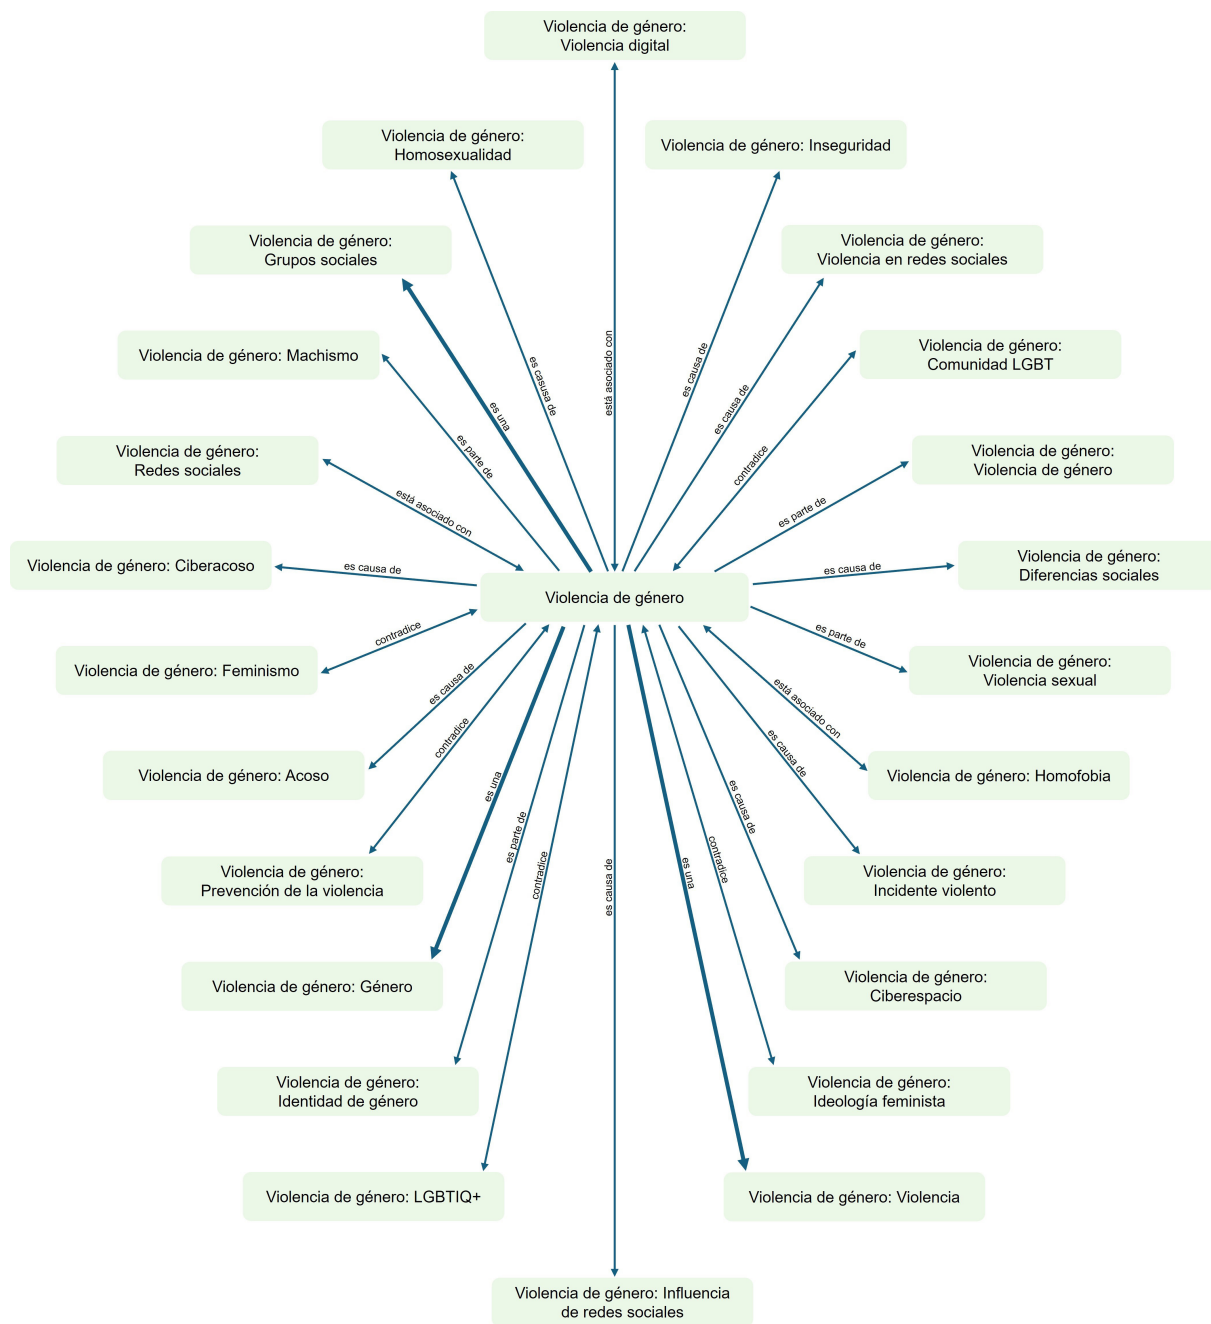 Violencia de género:
Violencia digital
Violencia de género:
Homosexualidad
Violencia de género: Inseguridad
Violencia de género:
Grupos sociales
Violencia de género:
Violencia en redes sociales
Violencia de género: Machismo
Violencia de género:
Comunidad LGBT
está asociado con
es casusa de
es causa de
es una
es causa de
contradice
es parte de
Violencia de género:
Redes sociales
Violencia de género:
Violencia de género
está asociado con
es parte de
Violencia de género: Ciberacoso
es causa de
Violencia de género
es causa de
Violencia de género:
Diferencias sociales
contradice
es parte de
Violencia de género: Feminismo
Violencia de género:
Violencia sexual
es causa de
contradice
está asociado con
es causa de
Violencia de género: Acoso
Violencia de género: Homofobia
es una
es parte de
contradice
es causa de
es una
contradice
es causa de
Violencia de género:
Prevención de la violencia
Violencia de género:
Incidente violento
Violencia de género: Género
Violencia de género:
Ciberespacio
Violencia de género:
Identidad de género
Violencia de género:
Ideología feminista
Violencia de género: LGBTIQ+
Violencia de género: Violencia
Violencia de género: Influencia
de redes sociales